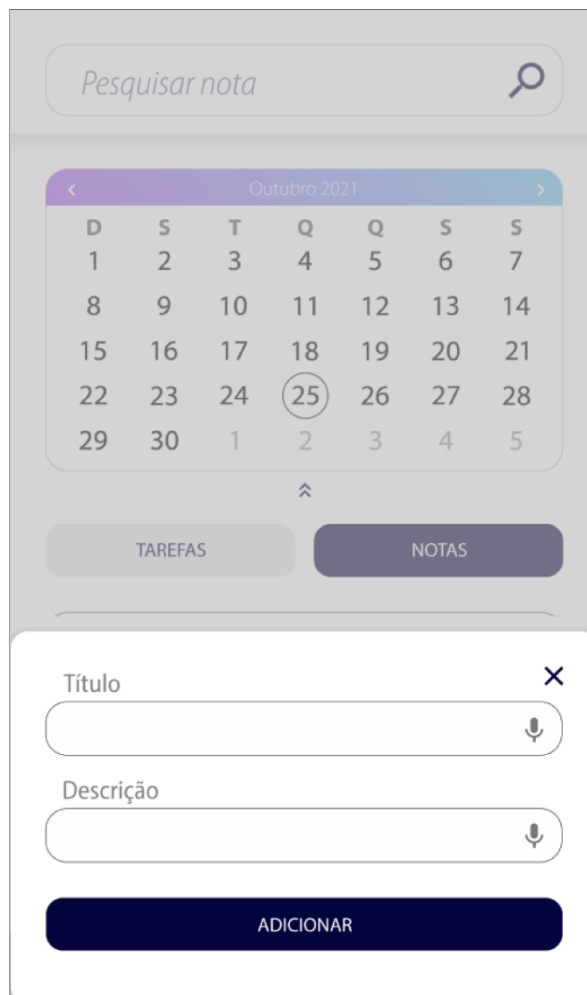 Pesquisar nota
Outubro 2021
D S T Q Q S S
1 2 3 4 5 6 7
8 9 10 11 12 13 14
15 16 17 18 19 20 21
22 23 24 25 26 27 28
29 30 1 2 3 4 5
TAREFAS NOTAS
Título
Descrição
ADICIONAR